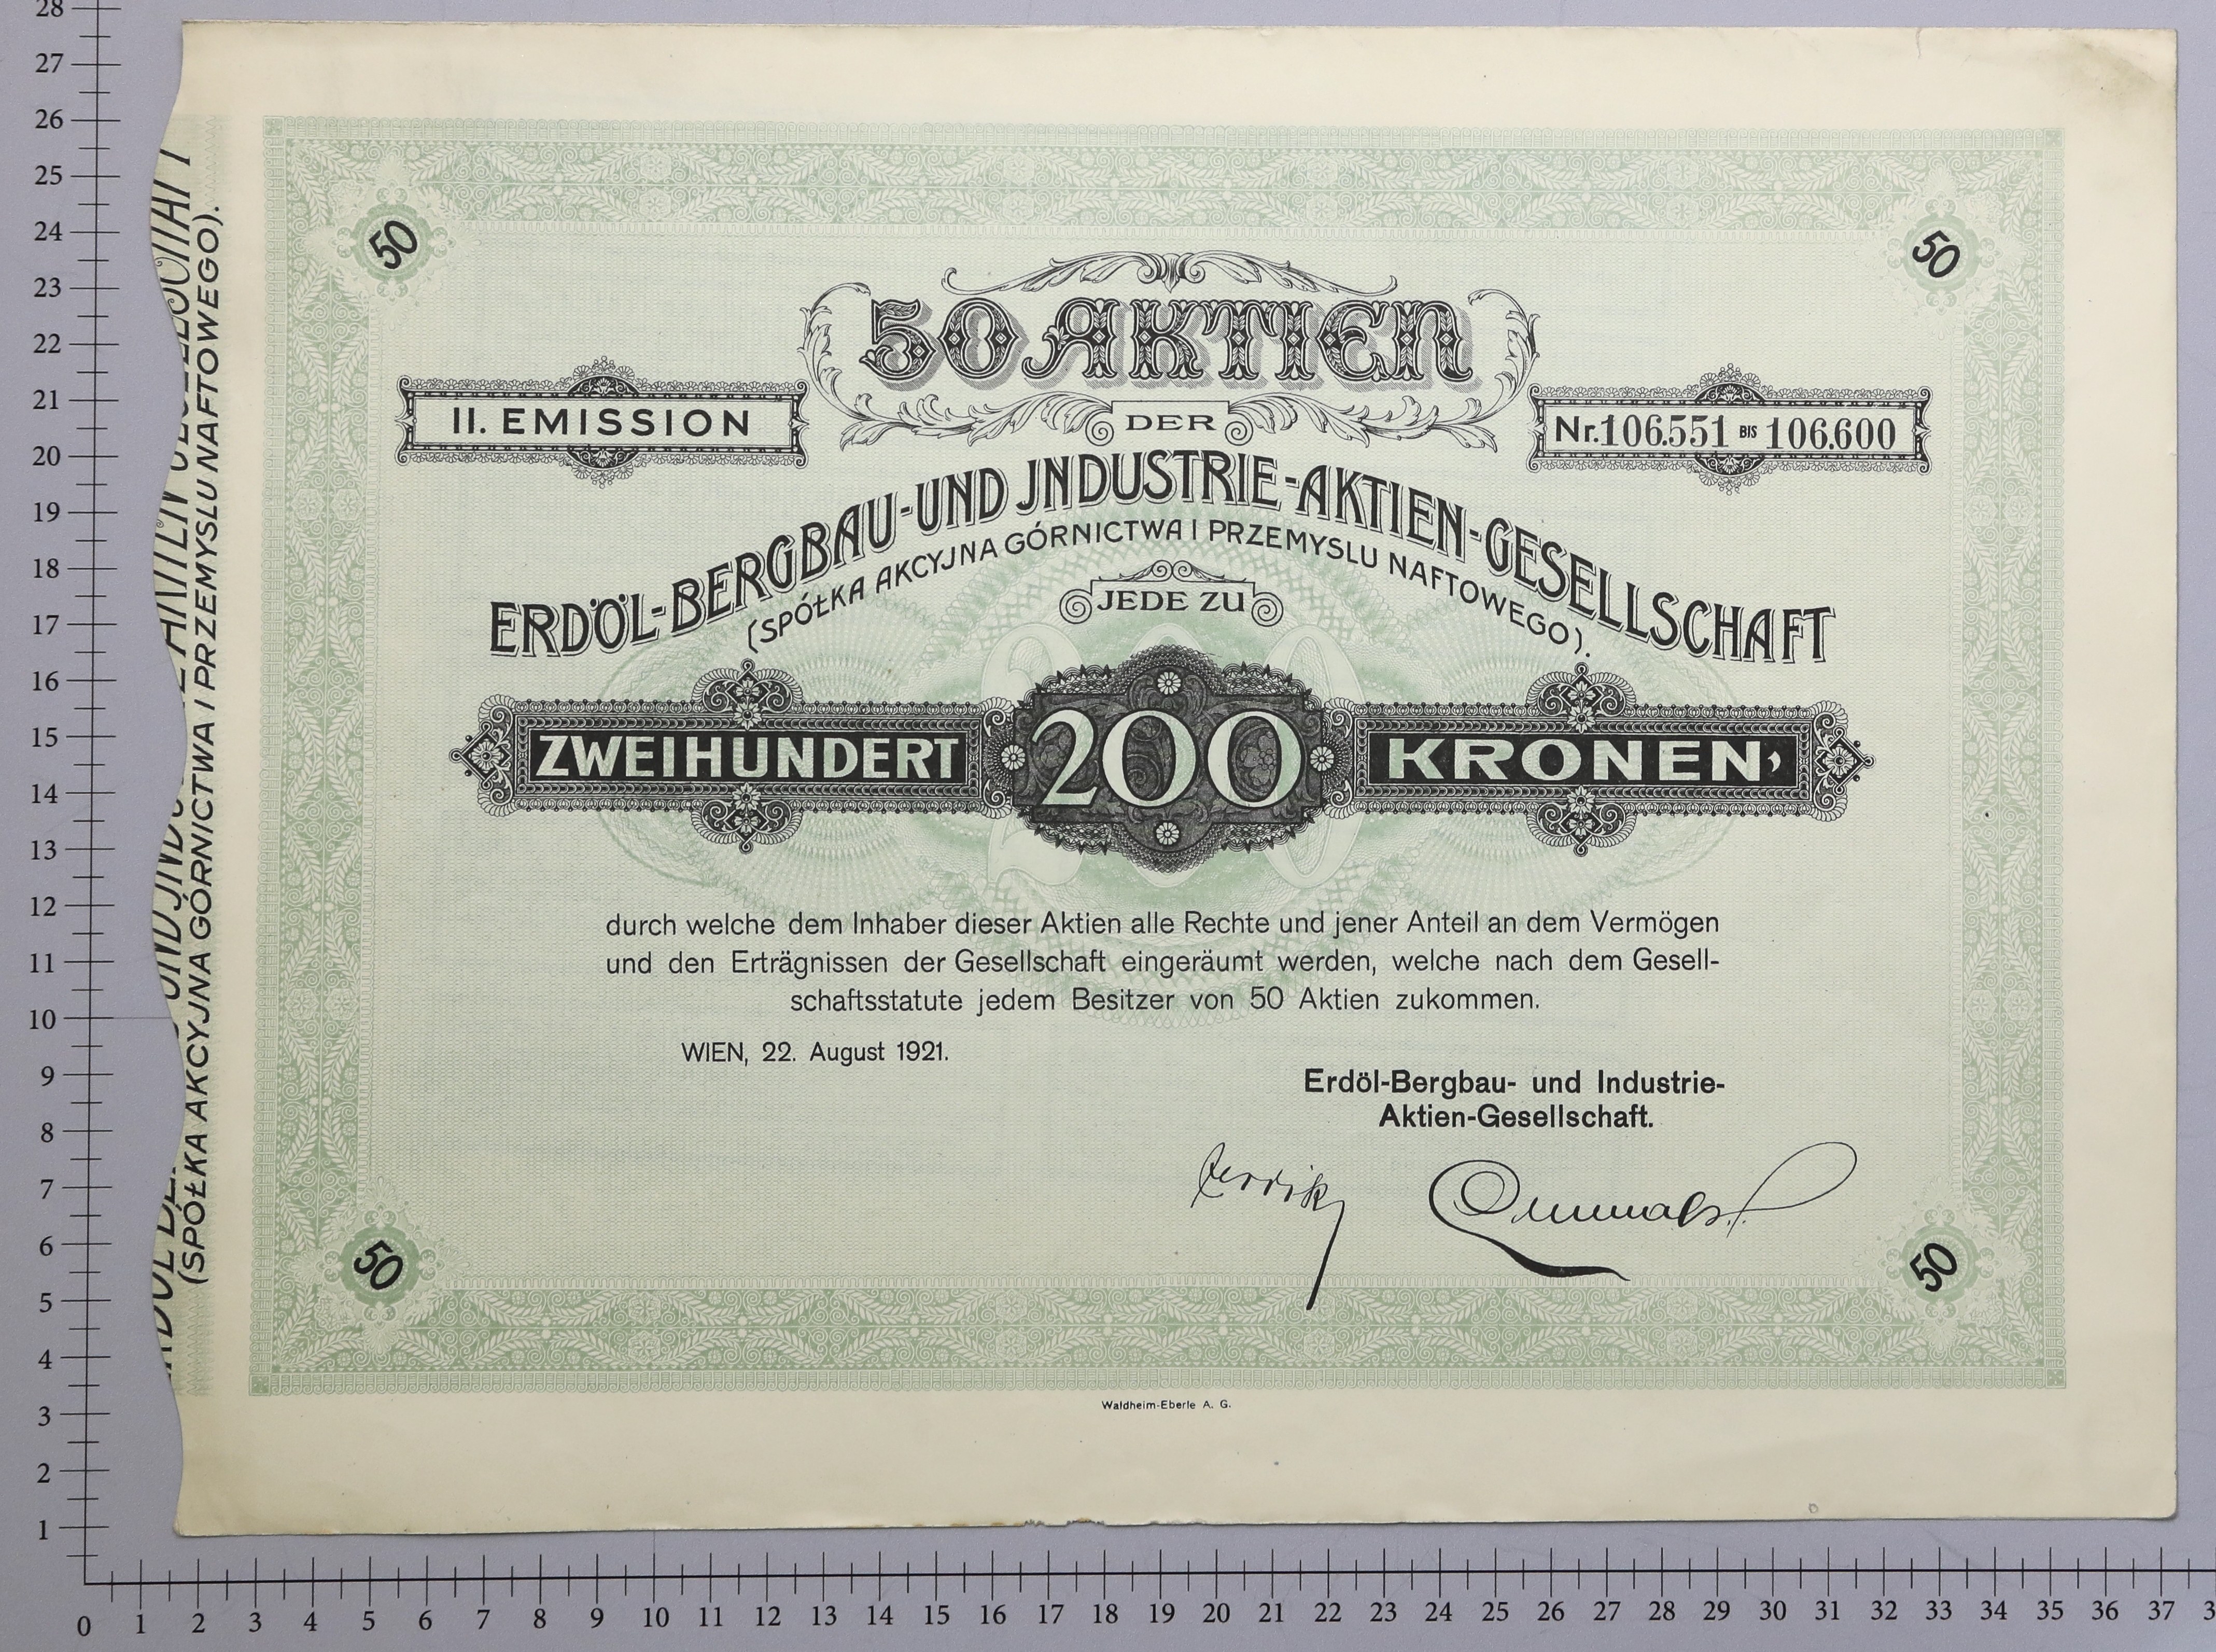 50
50
50 AKTIEN
II. EMISSION
DER
Nr. 106.551 BIS 106.600
ERDÖL-BERGBAU-UND JNDUSTRIE-AKTIEN-GESELLSCHAFT
(SPÓŁKA AKCYJNA GÓRNICTWA I PRZEMYSLU NAFTOWEGO).
JEDE ZU
ZWEIHUNDERT 200 KRONEN,
durch welche dem Inhaber dieser Aktien alle Rechte und jener Anteil an dem Vermögen
und den Erträgnissen der Gesellschaft eingeräumt werden, welche nach dem Gesell-
schaftsstatute jedem Besitzer von 50 Aktien zukommen.
WIEN, 22. August 1921.
Erdöl-Bergbau- und Industrie-
Aktien-Gesellschaft.
50
50
Waldheim-Eberle A. G.
(SPÓŁKA AKCYJNA GÓRNICTWA I PRZEMYSLU NAFTOWEGO).
28
27
26
25
24
23
22
21
20
19
18
17
16
15
14
13
12
11
10
9
8
7
6
5
4
3
2
1
0 1 2 3 4 5 6 7 8 9 10 11 12 13 14 15 16 17 18 19 20 21 22 23 24 25 26 27 28 29 30 31 32 33 34 35 36 37